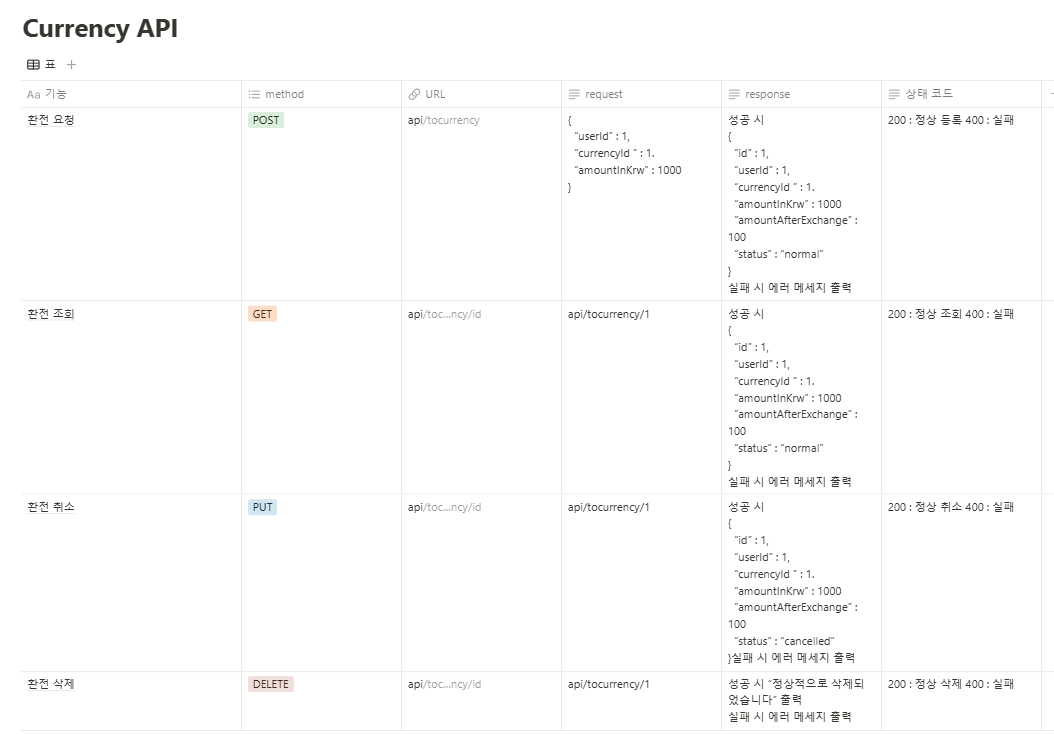 Currency API
표 +
Aa 기능 method URL request response 상태 코드
환전 요청 POST api/tocurrency
{
“userId” : 1,
“currencyId ” : 1.
“amountInKrw” : 1000
}
성공 시
{
“id” : 1,
“userId” : 1,
“currencyId ” : 1.
“amountInKrw” : 1000
“amountAfterExchange” :
100
“status” : “normal”
}
실패 시 에러 메세지 출력
200 : 정상 등록 400 : 실패
환전 조회 GET api/toc...ncy/id api/tocurrency/1
성공 시
{
“id” : 1,
“userId” : 1,
“currencyId ” : 1.
“amountInKrw” : 1000
“amountAfterExchange” :
100
“status” : “normal”
}
실패 시 에러 메세지 출력
200 : 정상 조회 400 : 실패
환전 취소 PUT api/toc...ncy/id api/tocurrency/1
성공 시
{
“id” : 1,
“userId” : 1,
“currencyId ” : 1.
“amountInKrw” : 1000
“amountAfterExchange” :
100
“status” : “cancelled”
}실패 시 에러 메세지 출력
200 : 정상 취소 400 : 실패
환전 삭제 DELETE api/toc...ncy/id api/tocurrency/1
성공 시 “정상적으로 삭제되
었습니다” 출력
실패 시 에러 메세지 출력
200 : 정상 삭제 400 : 실패